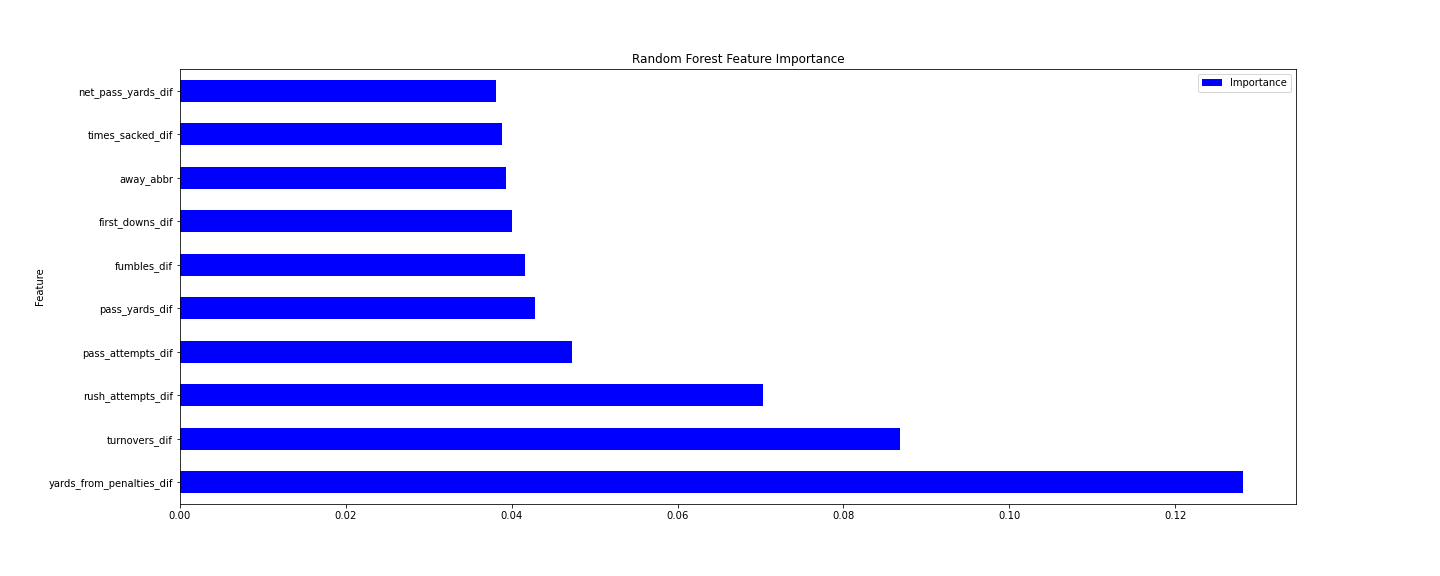 Random Forest Feature Importance
Importance
net_pass_yards_dif
times_sacked_dif
away_abbr
first_downs_dif
fumbles_dif
pass_yards_dif
pass_attempts_dif
rush_attempts_dif
turnovers_dif
yards_from_penalties_dif
Feature
0.00 0.02 0.04 0.06 0.08 0.10 0.12